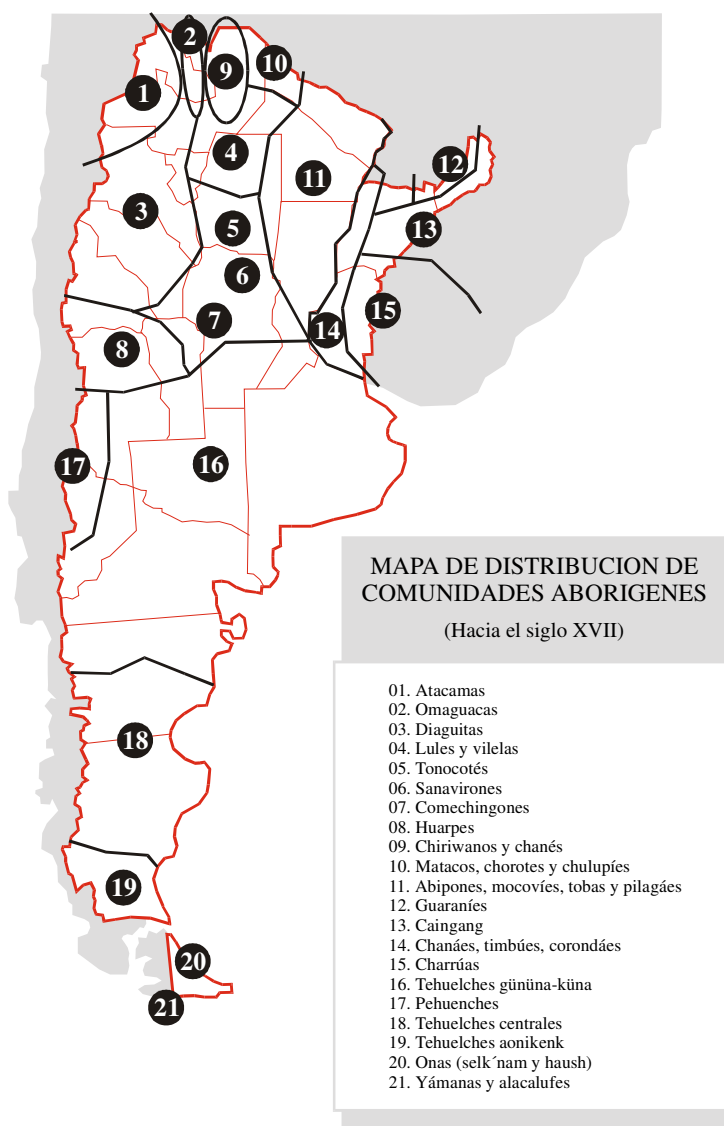 2
9
10
1
4
11
12
3
5
13
6
7
14
15
8
17
16
MAPA DE DISTRIBUCION DE
COMUNIDADES ABORIGENES
(Hacia el siglo XVII)
01. Atacamas
02. Omaguacas
03. Diaguitas
04. Lules y vilelas
05. Tonocotés
06. Sanavirones
07. Comechingones
08. Huarpes
09. Chiriwanos y chanés
10. Matacos, chorotes y chulupíes
11. Abipones, mocovíes, tobas y pilagáes
12. Guaraníes
13. Caingang
14. Chanáes, timbúes, corondáes
15. Charrúas
16. Tehuelches gününa-küna
17. Pehuenches
18. Tehuelches centrales
19. Tehuelches aonikenk
20. Onas (selk´nam y haush)
21. Yámanas y alacalufes
18
19
20
21